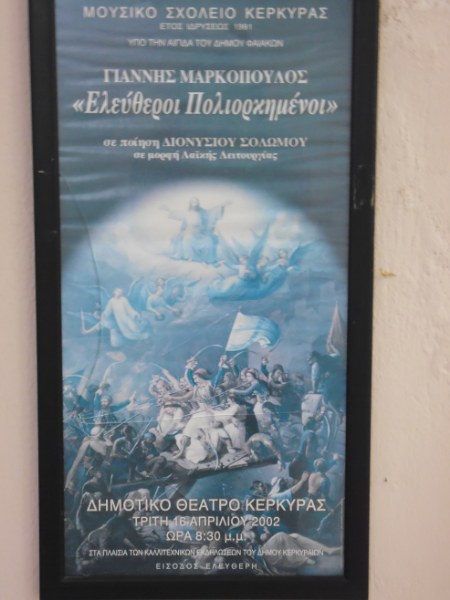 ΜΟΥΣΙΚΟ ΣΧΟΛΕΙΟ ΚΕΡΚΥΡΑΣ
ΕΤΟΣ ΙΔΡΥΣΕΩΣ 1991
ΥΠΟ ΤΗΝ ΑΙΓΙΔΑ ΤΟΥ ΔΗΜΟΥ ΦΑΙΑΚΩΝ
ΓΙΑΝΝΗΣ ΜΑΡΚΟΠΟΥΛΟΣ
«Ελεύθεροι Πολιορκημένοι»
σε ποίηση ΔΙΟΝΥΣΙΟΥ ΣΟΛΩΜΟΥ
σε μορφή Λαϊκής Λειτουργίας
ΔΗΜΟΤΙΚΟ ΘΕΑΤΡΟ ΚΕΡΚΥΡΑΣ
ΤΡΙΤΗ 16 ΑΠΡΙΛΙΟΥ 2002
ΩΡΑ 8:30 μ.μ.
ΣΤΑ ΠΛΑΙΣΙΑ ΤΩΝ ΚΑΛΛΙΤΕΧΝΙΚΩΝ ΕΚΔΗΛΩΣΕΩΝ ΤΟΥ ΔΗΜΟΥ ΚΕΡΚΥΡΑΙΩΝ
ΕΙΣΟΔΟΣ ΕΛΕΥΘΕΡΗ